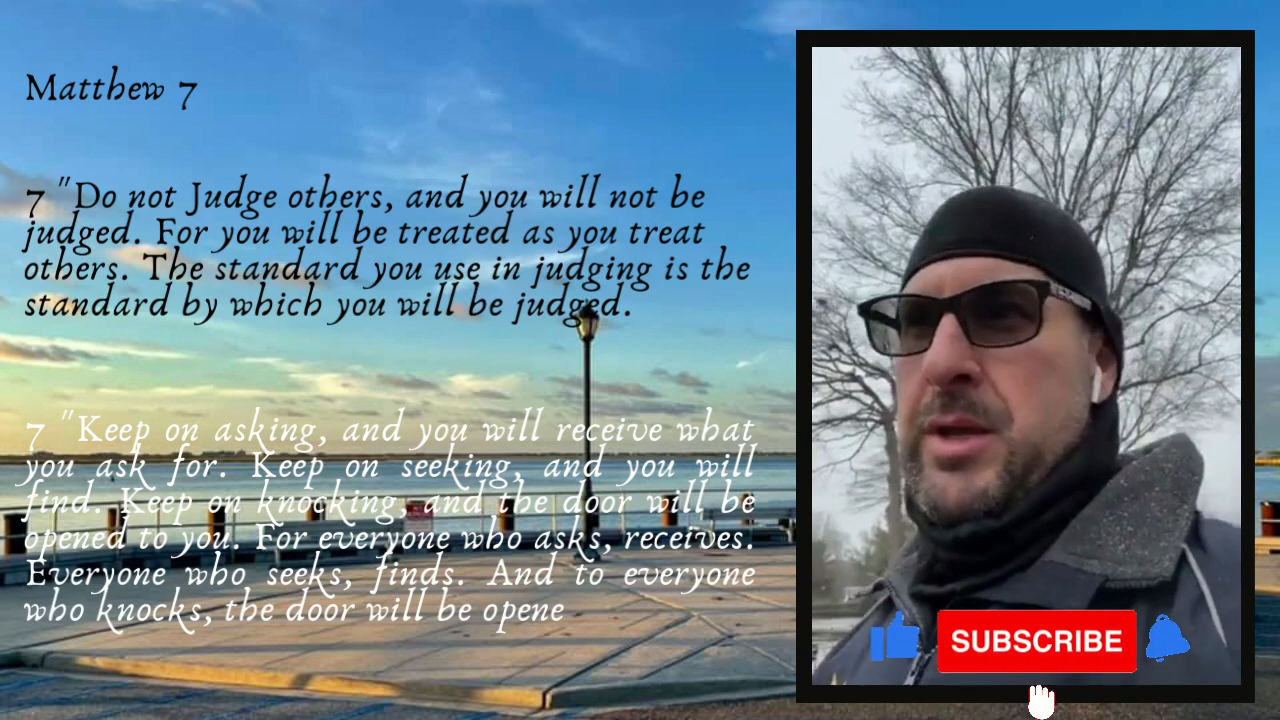 Matthew 7
7 "Do not Judge others, and you will not be
judged. For you will be treated as you treat
others. The standard you use in judging is the
standard by which you will be judged.
7 "Keep on asking, and you will receive what
you ask for. Keep on seeking, and you will
find. Keep on knocking, and the door will be
opened to you. For everyone who asks, receives.
Everyone who seeks, finds. And to everyone
who knocks, the door will be opene
SUBSCRIBE